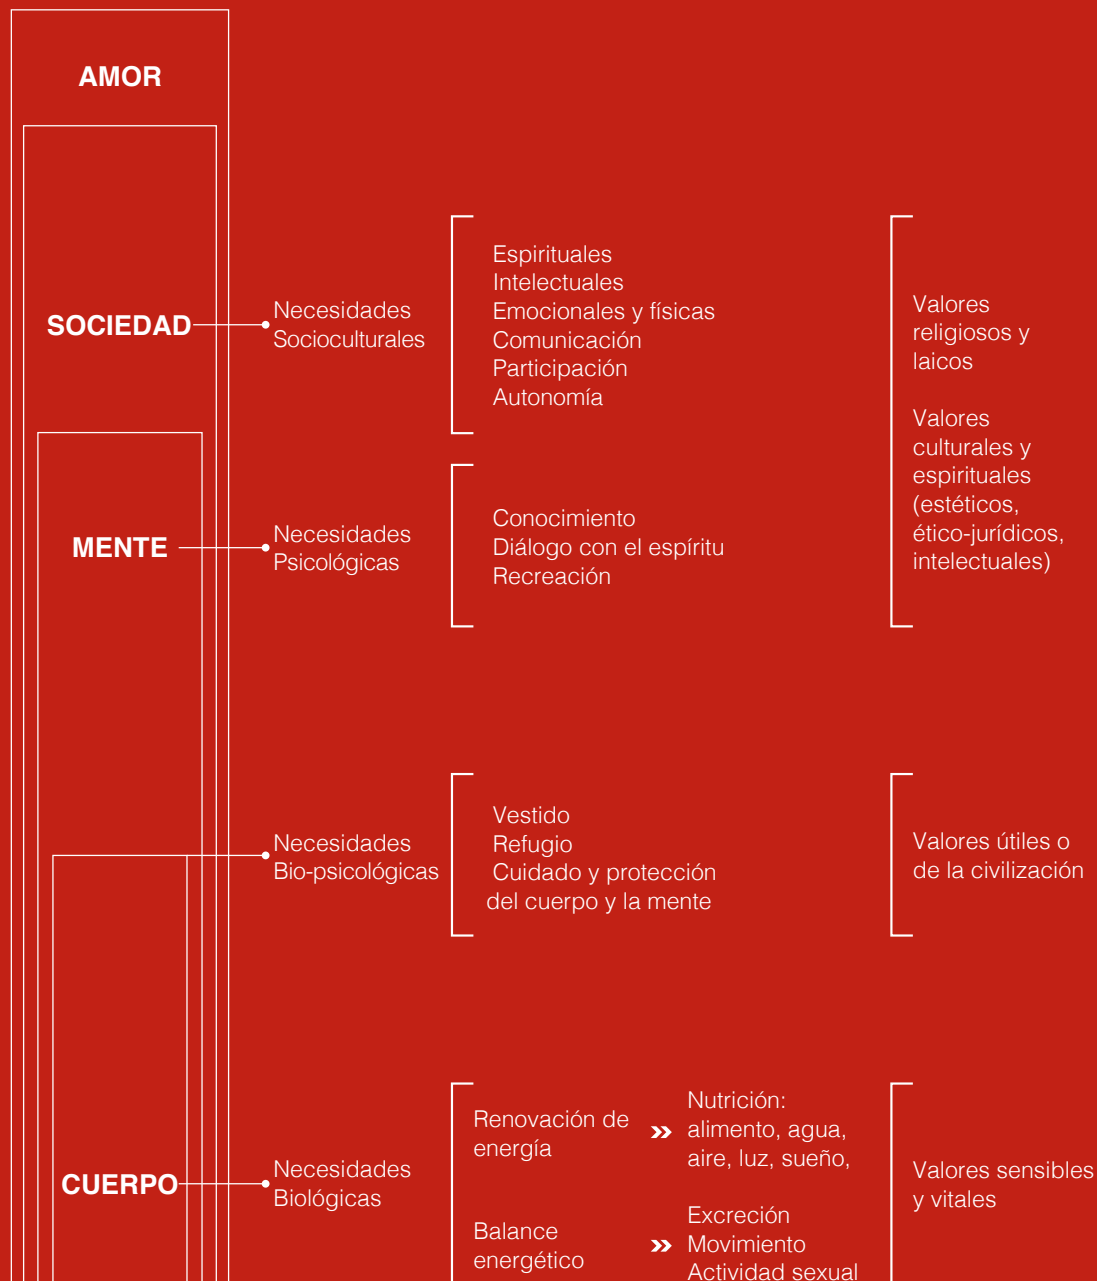 AMOR
SOCIEDAD
Necesidades
Socioculturales
Espirituales
Intelectuales
Emocionales y físicas
Comunicación
Participación
Autonomía
Valores
religiosos y
laicos
Valores
culturales y
espirituales
(estéticos,
ético-jurídicos,
intelectuales)
MENTE
Necesidades
Psicológicas
Conocimiento
Diálogo con el espíritu
Recreación
Necesidades
Bio-psicológicas
Vestido
Refugio
Cuidado y protección
del cuerpo y la mente
Valores útiles o
de la civilización
CUERPO
Necesidades
Biológicas
Renovación de
energía
»
Nutrición:
alimento, agua,
aire, luz, sueño,
Balance
energético
»
Excreción
Movimiento
Actividad sexual
Valores sensibles
y vitales